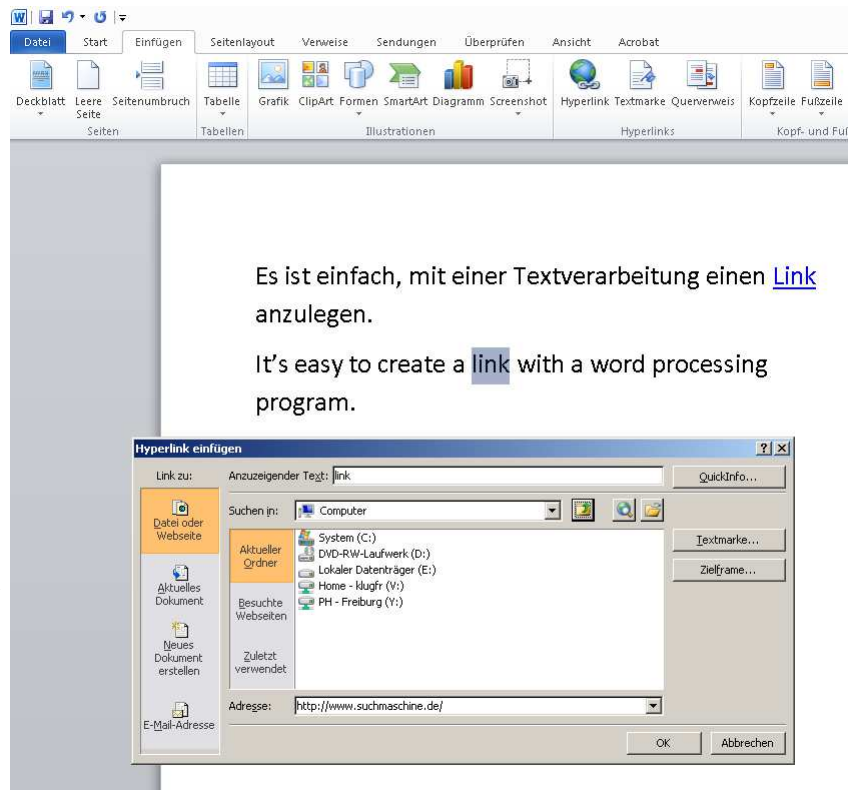 Datei Start Einfügen Seitenlayout Verweise Sendungen Überprüfen Ansicht Acrobat
Deckblatt Leere Seite Seitenumbruch Tabelle Grafik ClipArt Formen SmartArt Diagramm Screenshot Hyperlink Textmarke Querverweis Kopfzeile Fußzeile
Seiten Tabellen Illustrationen Hyperlinks Kopf- und Fu
Es ist einfach, mit einer Textverarbeitung einen Link
anzulegen.
It's easy to create a link with a word processing
program.
Hyperlink einfügen
Link zu: Anzuzeigender Text: link QuickInfo...
Datei oder
Webseite
Aktuelles
Dokument
Neues
Dokument
erstellen
E-Mail-Adresse
Suchen in: Computer
Aktueller
Ordner
Besuchte
Webseiten
Zuletzt
verwendet
System (C:)
DVD-RW-Laufwerk (D:)
Lokaler Datenträger (E:)
Home - klugfr (V:)
PH - Freiburg (Y:)
Textmarke...
Zielframe...
Adresse: http://www.suchmaschine.de/
OK Abbrechen